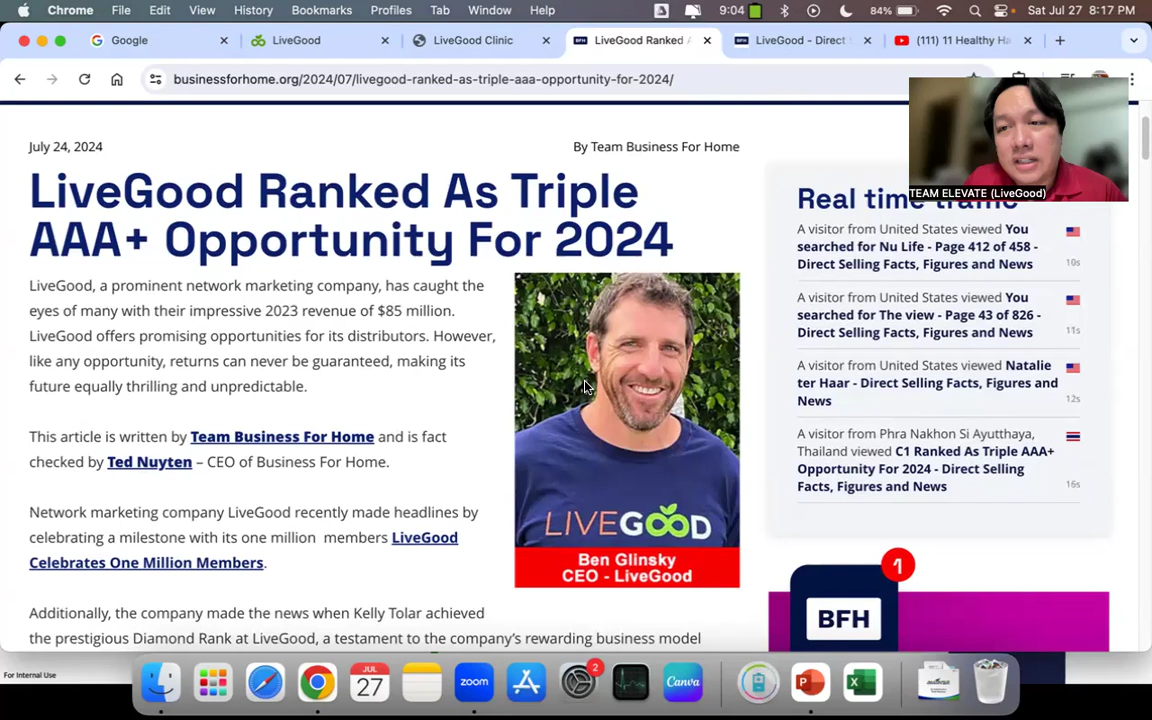 Chrome File Edit View History Bookmarks Profiles Tab Window Help 9:04 84% Sat Jul 27 8:17 PM
Google LiveGood LiveGood Clinic LiveGood Ranked LiveGood - Direct (111) 11 Healthy
businessforhome.org/2024/07/livegood-ranked-as-triple-aaa-opportunity-for-2024/
TEAM ELEVATE (LiveGood)
July 24, 2024 By Team Business For Home
LiveGood Ranked As Triple
AAA+ Opportunity For 2024
LiveGood, a prominent network marketing company, has caught the
eyes of many with their impressive 2023 revenue of $85 million.
LiveGood offers promising opportunities for its distributors. However,
like any opportunity, returns can never be guaranteed, making its
future equally thrilling and unpredictable.
This article is written by Team Business For Home and is fact
checked by Ted Nuyten – CEO of Business For Home.
Network marketing company LiveGood recently made headlines by
celebrating a milestone with its one million members LiveGood
Celebrates One Million Members.
Additionally, the company made the news when Kelly Tolar achieved
the prestigious Diamond Rank at LiveGood, a testament to the company's rewarding business model
LIVEGOOD
Ben Glinsky
CEO - LiveGood
Real time traffic
A visitor from United States viewed You
searched for Nu Life - Page 412 of 458 -
Direct Selling Facts, Figures and News
10s
A visitor from United States viewed You
searched for The view - Page 43 of 826 -
Direct Selling Facts, Figures and News
11s
A visitor from United States viewed Natalie
ter Haar - Direct Selling Facts, Figures and
News
12s
A visitor from Phra Nakhon Si Ayutthaya,
Thailand viewed C1 Ranked As Triple AAA+
Opportunity For 2024 - Direct Selling
Facts, Figures and News
16s
1
BFH
For Internal Use
JUL
27
zoom
2
Canva